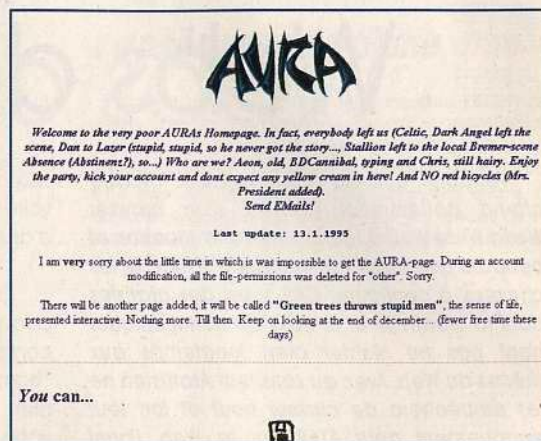 AURA
Welcome to the very poor AURAs Homepage. In fact, everybody left us (Celtic, Dark Angel left the
scene, Dan to Lazer (stupid, stupid, so he never got the story..., Stallion left to the local Bremer-scene
Absence (Abstinenz?), so...) Who are we? Aeon, old, BDCannibal, typing and Chris, still hairy. Enjoy
the party, kick your account and dont expect any yellow cream in here! And NO red bicycles (Mrs.
President added).
Send EMails!
Last update: 13.1.1995
I am very sorry about the little time in which is was impossible to get the AURA-page. During an account
modification, all the file-permissions was deleted for "other". Sorry.
There will be another page added, it will be called "Green trees throws stupid men", the sense of life,
presented interactive. Nothing more. Till then. Keep on looking at the end of december... (fewer free time these
days)
You can...